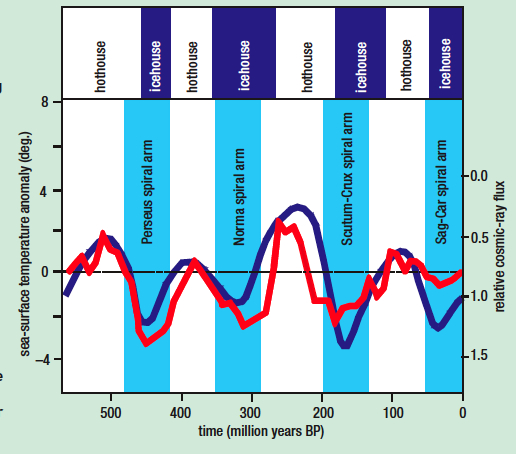 hothouse
icehouse
hothouse
icehouse
hothouse
icehouse
hothouse
icehouse
8
4
0
–4
sea-surface temperature anomaly (deg.)
Perseus spiral arm
Norma spiral arm
Scutum-Crux spiral arm
Sag-Car spiral arm
0.0
0.5
1.0
1.5
relative cosmic-ray flux
500
400
300
200
100
0
time (million years BP)